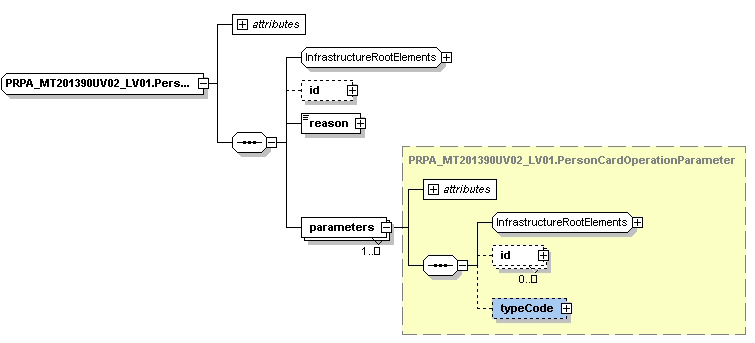 attributes
InfrastructureRootElements
PRPA_MT201390UV02_LV01.Pers...
id
reason
PRPA_MT201390UV02_LV01.PersonCardOperationParameter
attributes
InfrastructureRootElements
parameters
1..
id
0..
typeCode